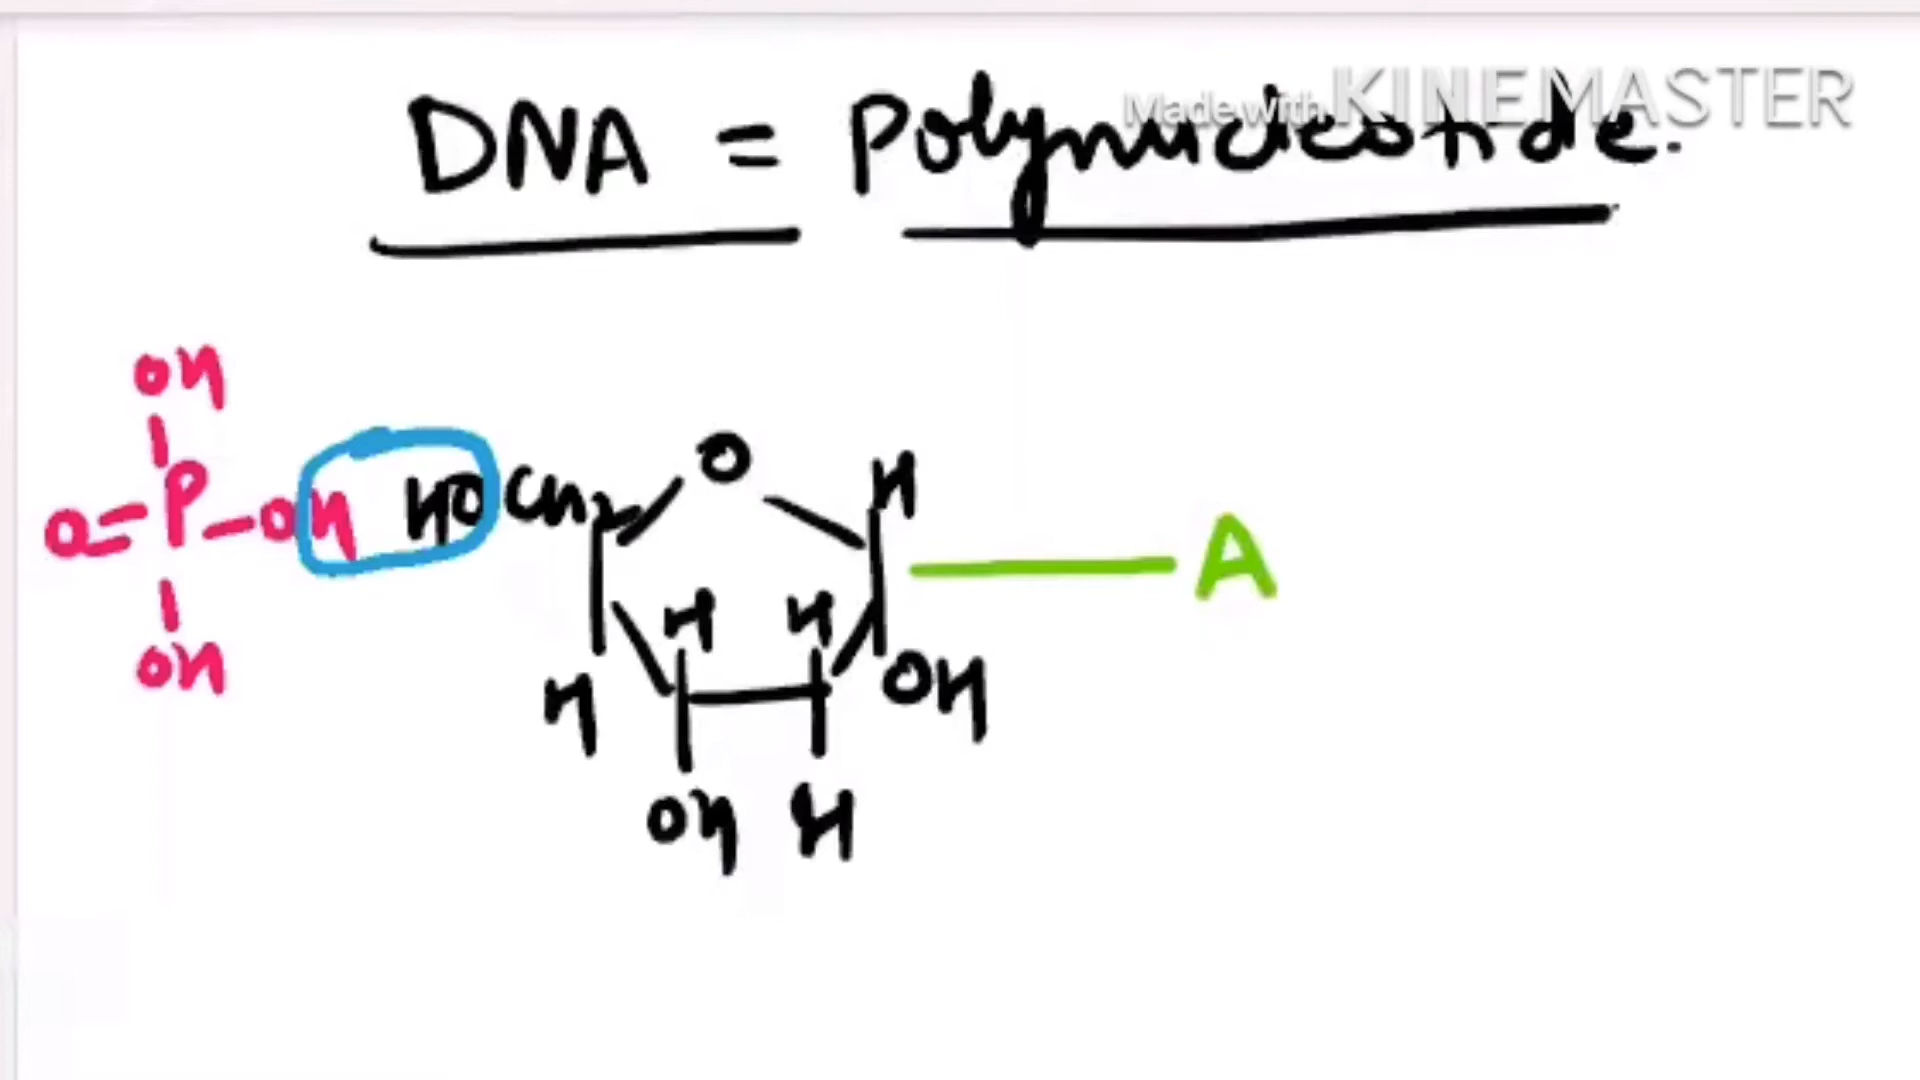 Made with KINEMASTER
DNA = Polynucleotide.
OH
O=P-OH HOCH2 O H
A
H H
OH H OH
OH H